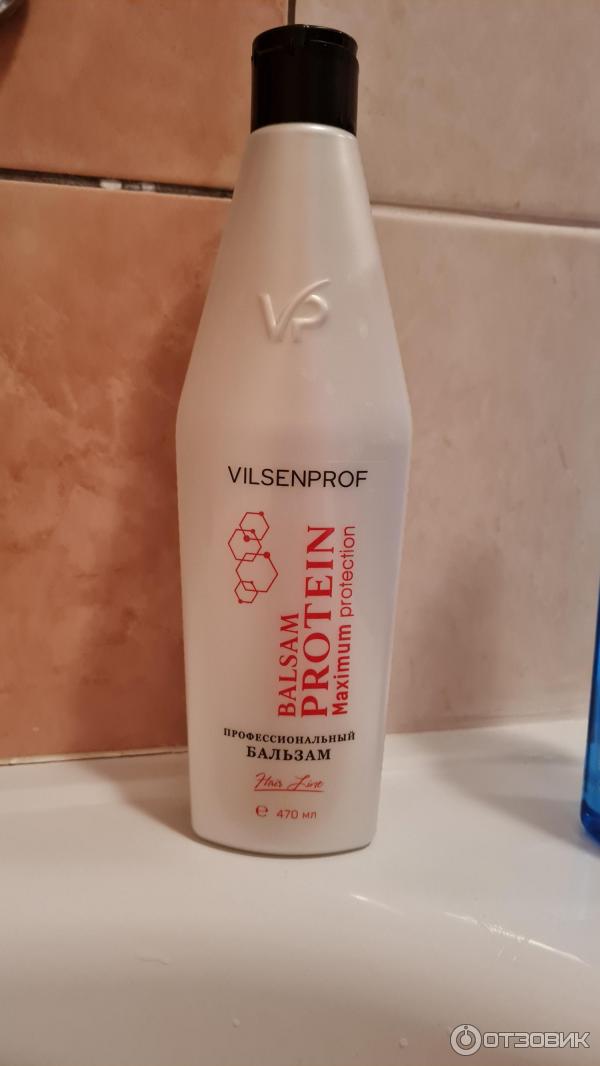 VP
VILSENPROF
BALSAM
PROTEIN
Maximum protection
ПРОФЕССИОНАЛЬНЫЙ
БАЛЬЗАМ
Hair Line
℮ 470 мл
ОТЗОВИК